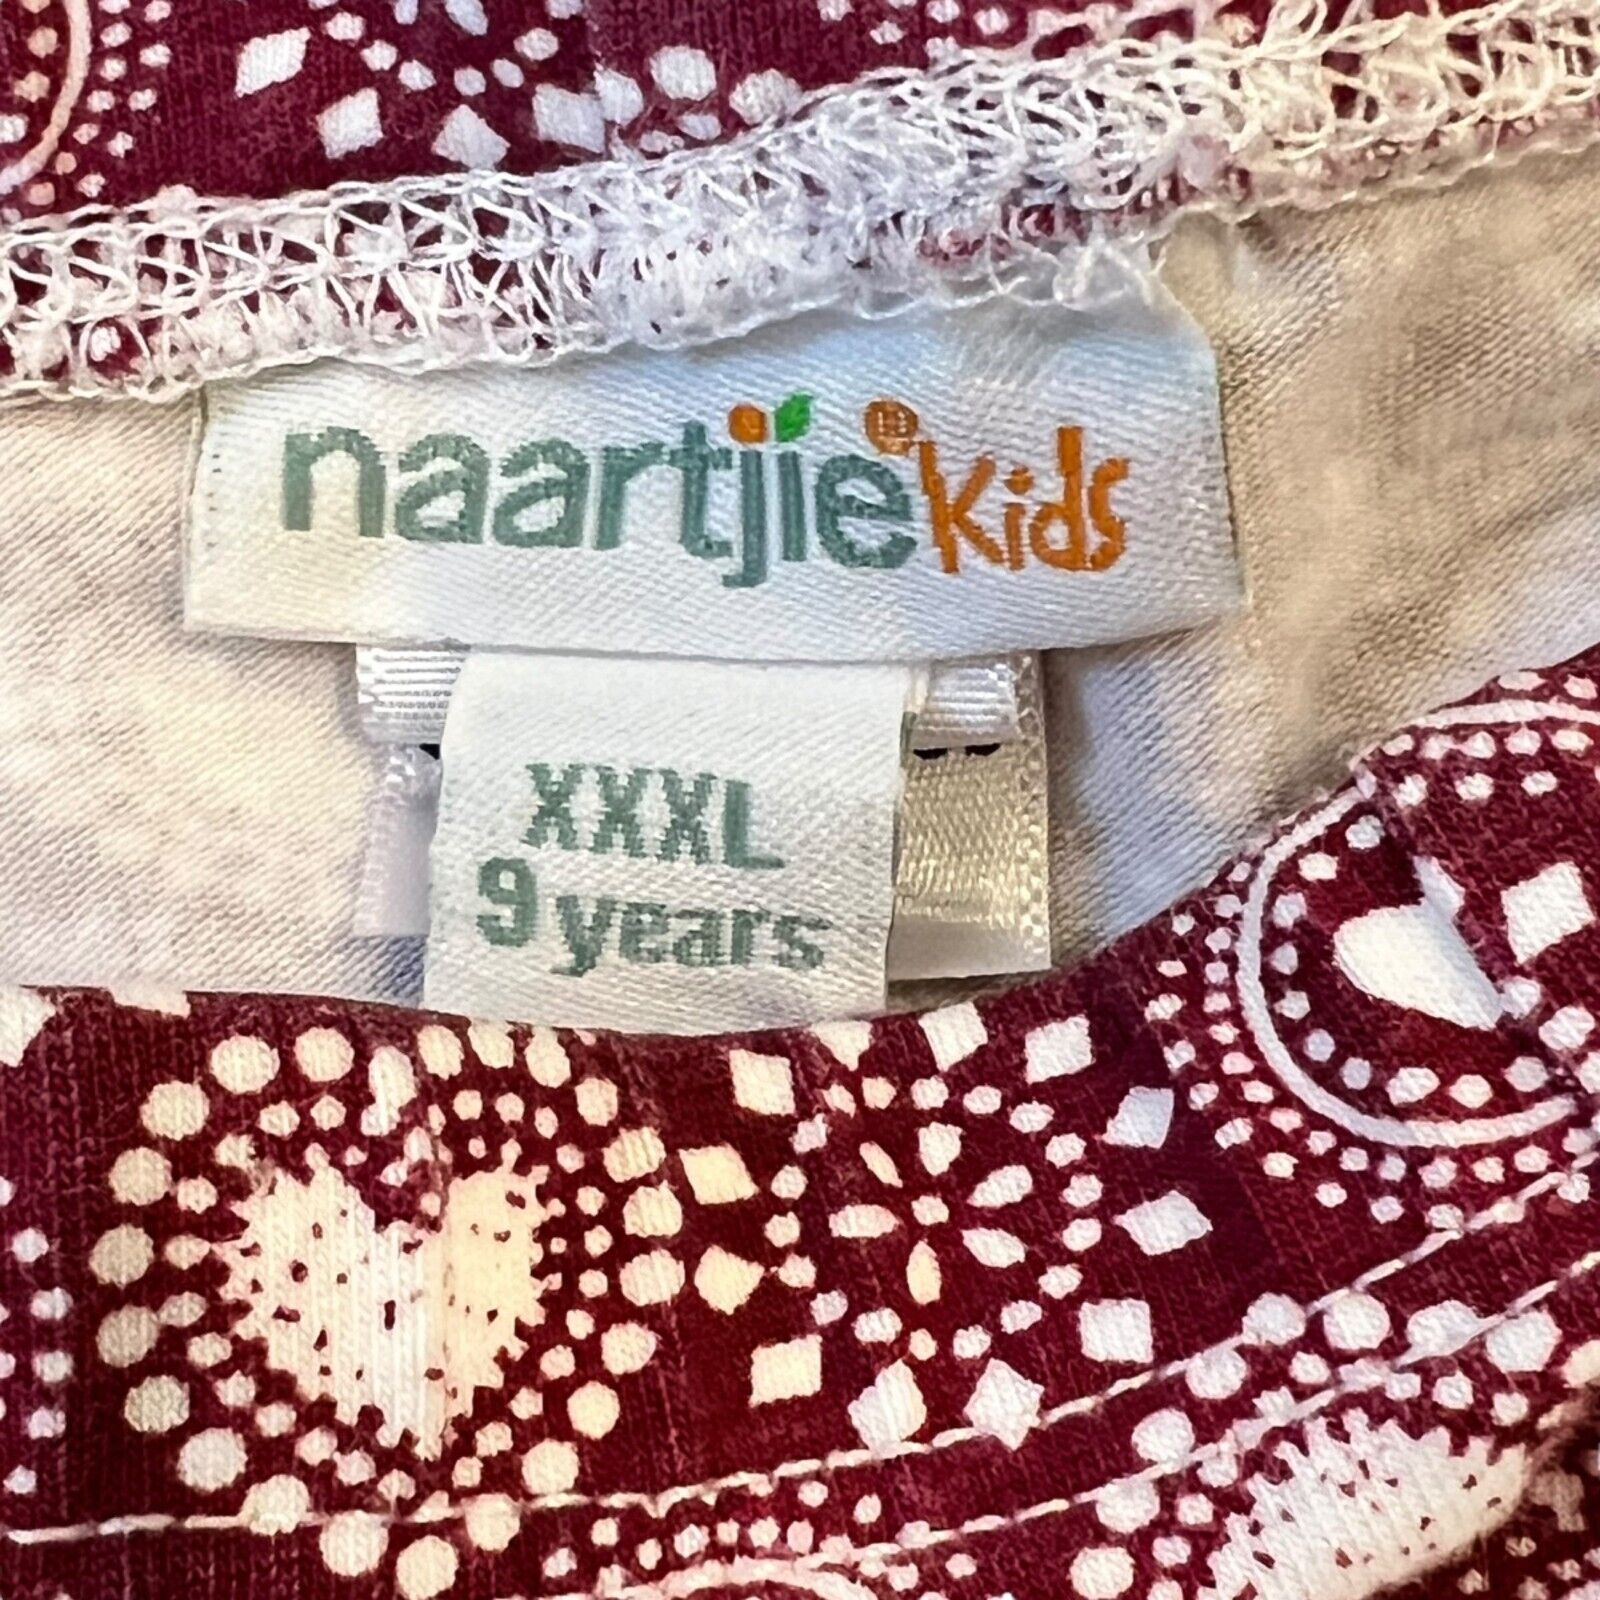 naartjie Kids
XXXL
9 years